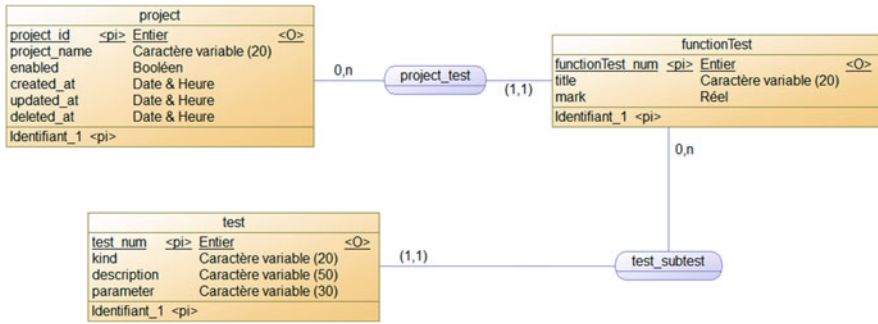 project
project_id <pi> Entier <O>
project_name Caractère variable (20)
enabled Booléen
created_at Date & Heure
updated_at Date & Heure
deleted_at Date & Heure
Identifiant_1 <pi>
0,n
project_test
(1,1)
functionTest
functionTest_num <pi> Entier <O>
title Caractère variable (20)
mark Réel
Identifiant_1 <pi>
0,n
test_subtest
(1,1)
test
test_num <pi> Entier <O>
kind Caractère variable (20)
description Caractère variable (50)
parameter Caractère variable (30)
Identifiant_1 <pi>